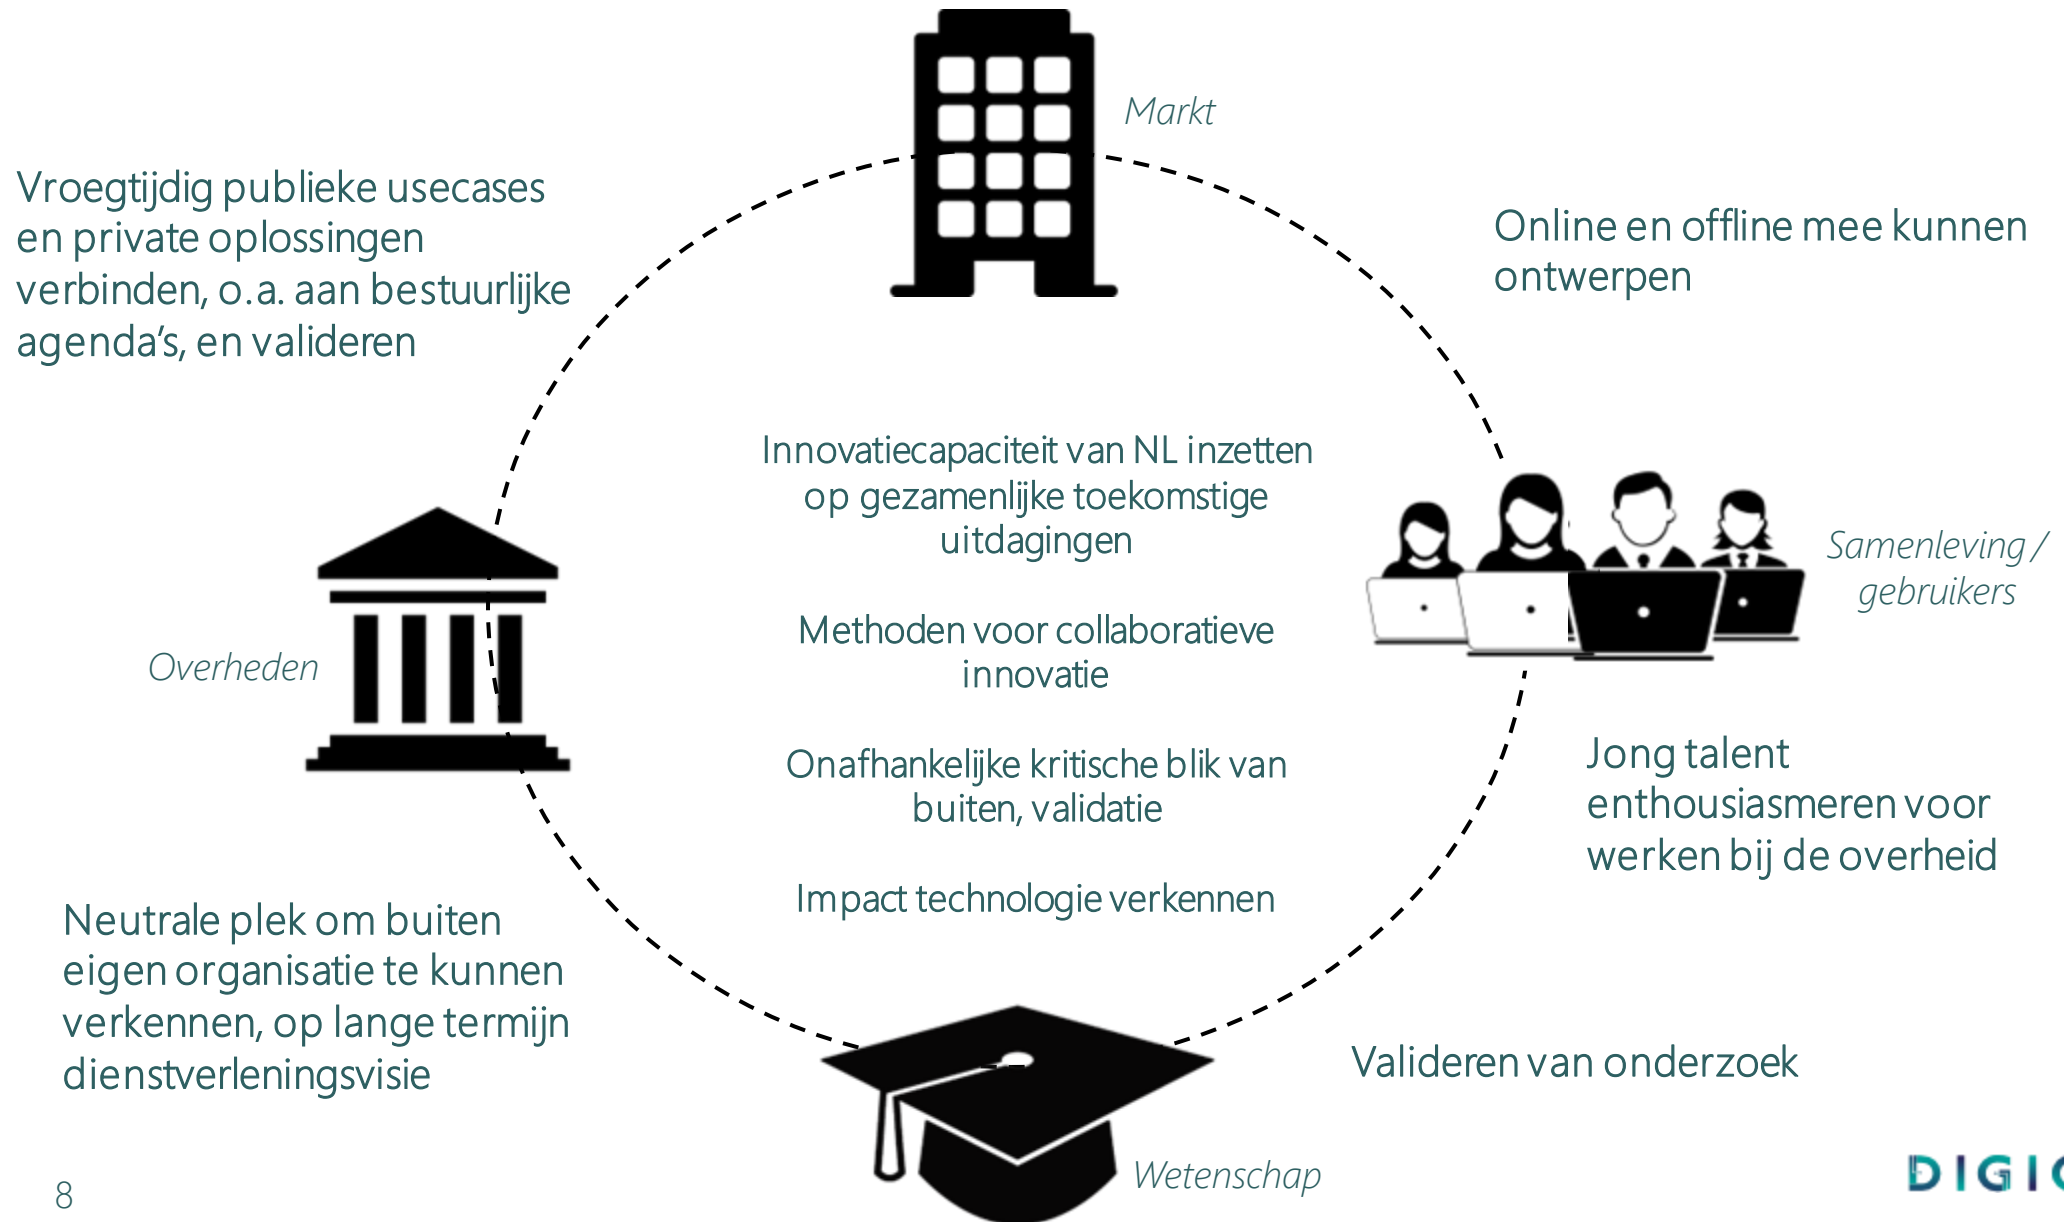 Markt
Vroegtijdig publieke usecases
en private oplossingen
verbinden, o.a. aan bestuurlijke
agenda's, en valideren
Online en offline mee kunnen
ontwerpen
Innovatiecapaciteit van NL inzetten
op gezamenlijke toekomstige
uitdagingen
Samenleving /
gebruikers
Methoden voor collaboratieve
innovatie
Overheden
Onafhankelijke kritische blik van
buiten, validatie
Jong talent
enthousiasmeren voor
werken bij de overheid
Impact technologie verkennen
Neutrale plek om buiten
eigen organisatie te kunnen
verkennen, op lange termijn
dienstverleningsvisie
Valideren van onderzoek
Wetenschap
8
DIGI